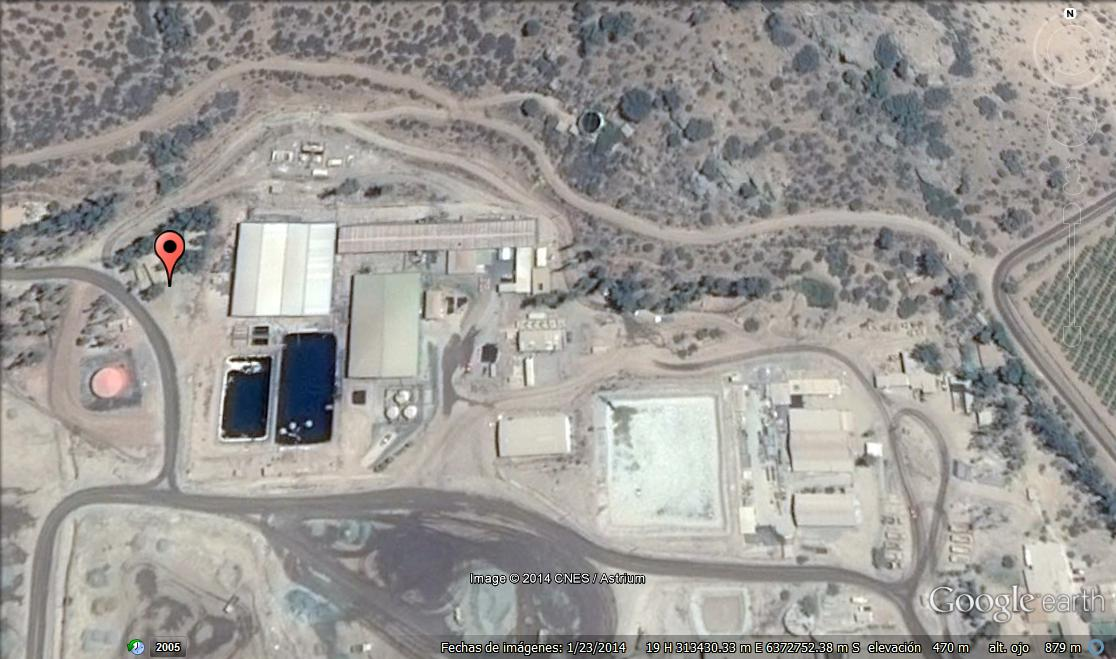 N
Image © 2014 CNES / Astrium
Google earth
2005
Fechas de imágenes: 1/23/2014 19 H 313430.33 m E 6372752.38 m S elevación 470 m alt. ojo 879 m